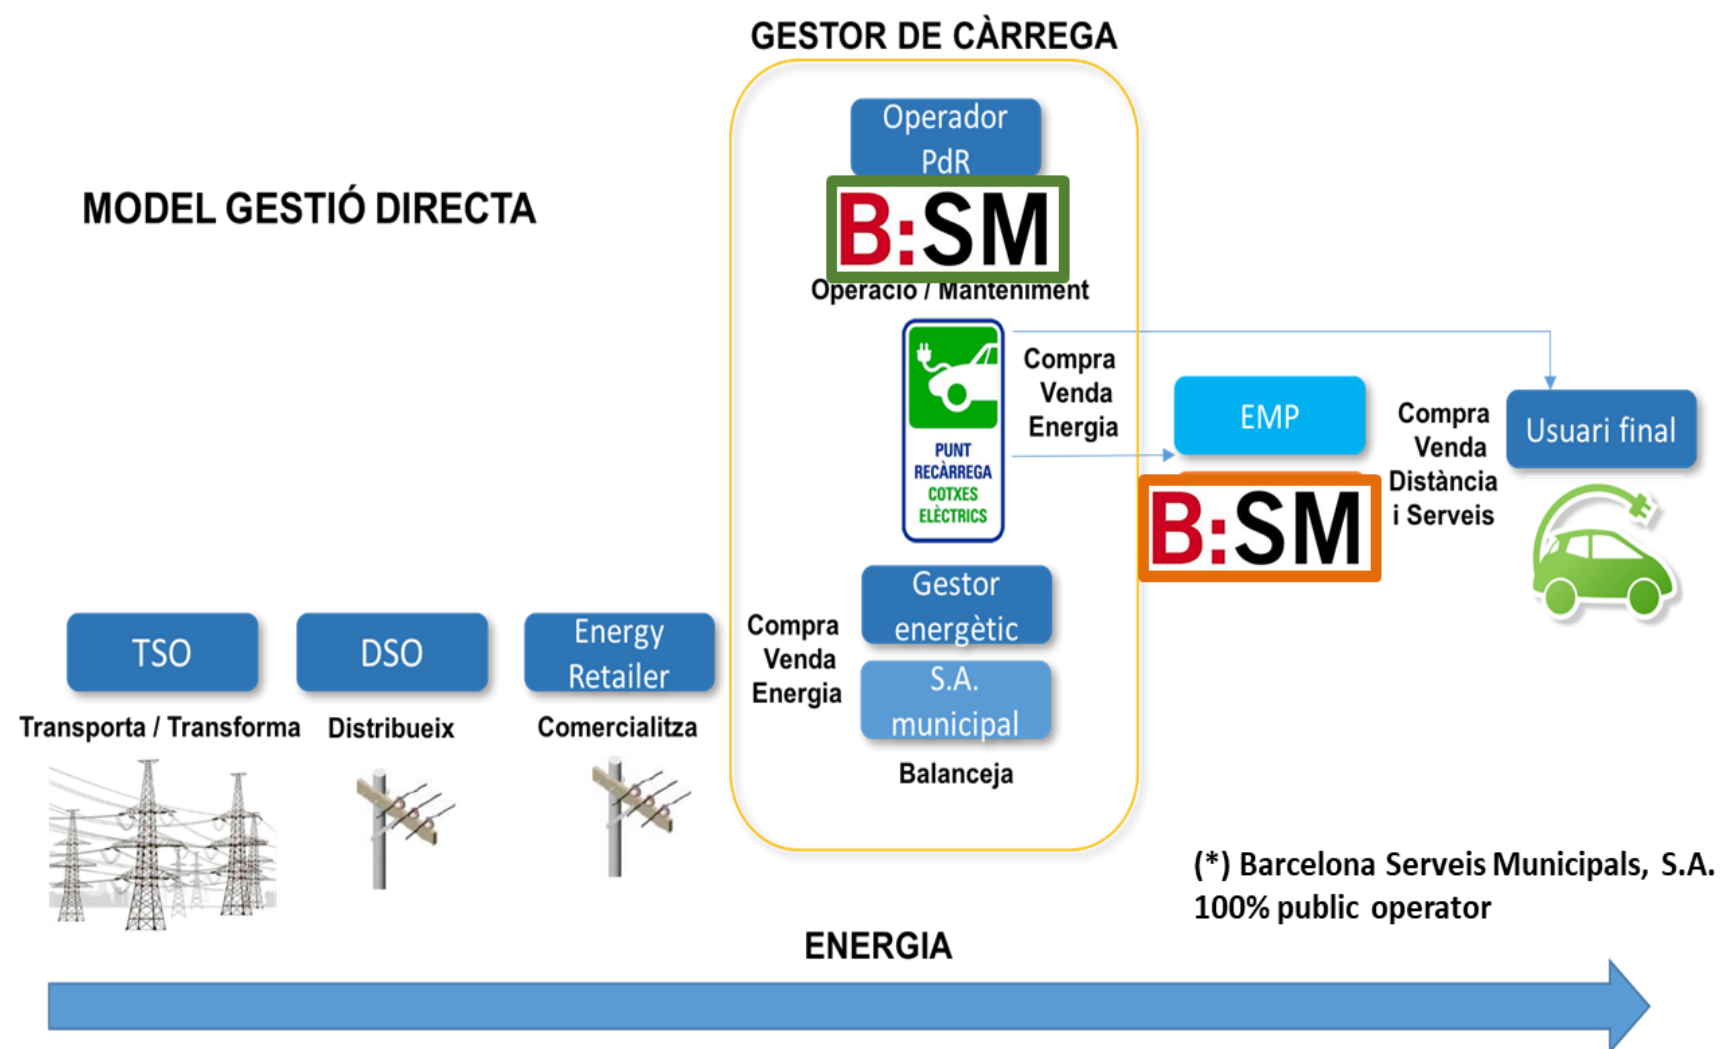 GESTOR DE CÀRREGA
MODEL GESTIÓ DIRECTA
Operador
PdR
B:SM
Operació / Manteniment
PUNT
RECÀRREGA
COTXES
ELÈCTRICS
Compra
Venda
Energia
EMP
B:SM
Compra
Venda
Distància
i Serveis
Usuari final
TSO
Transporta / Transforma
DSO
Distribueix
Energy
Retailer
Comercialitza
Compra
Venda
Energia
Gestor
energètic
S.A.
municipal
Balanceja
(*) Barcelona Serveis Municipals, S.A.
100% public operator
ENERGIA